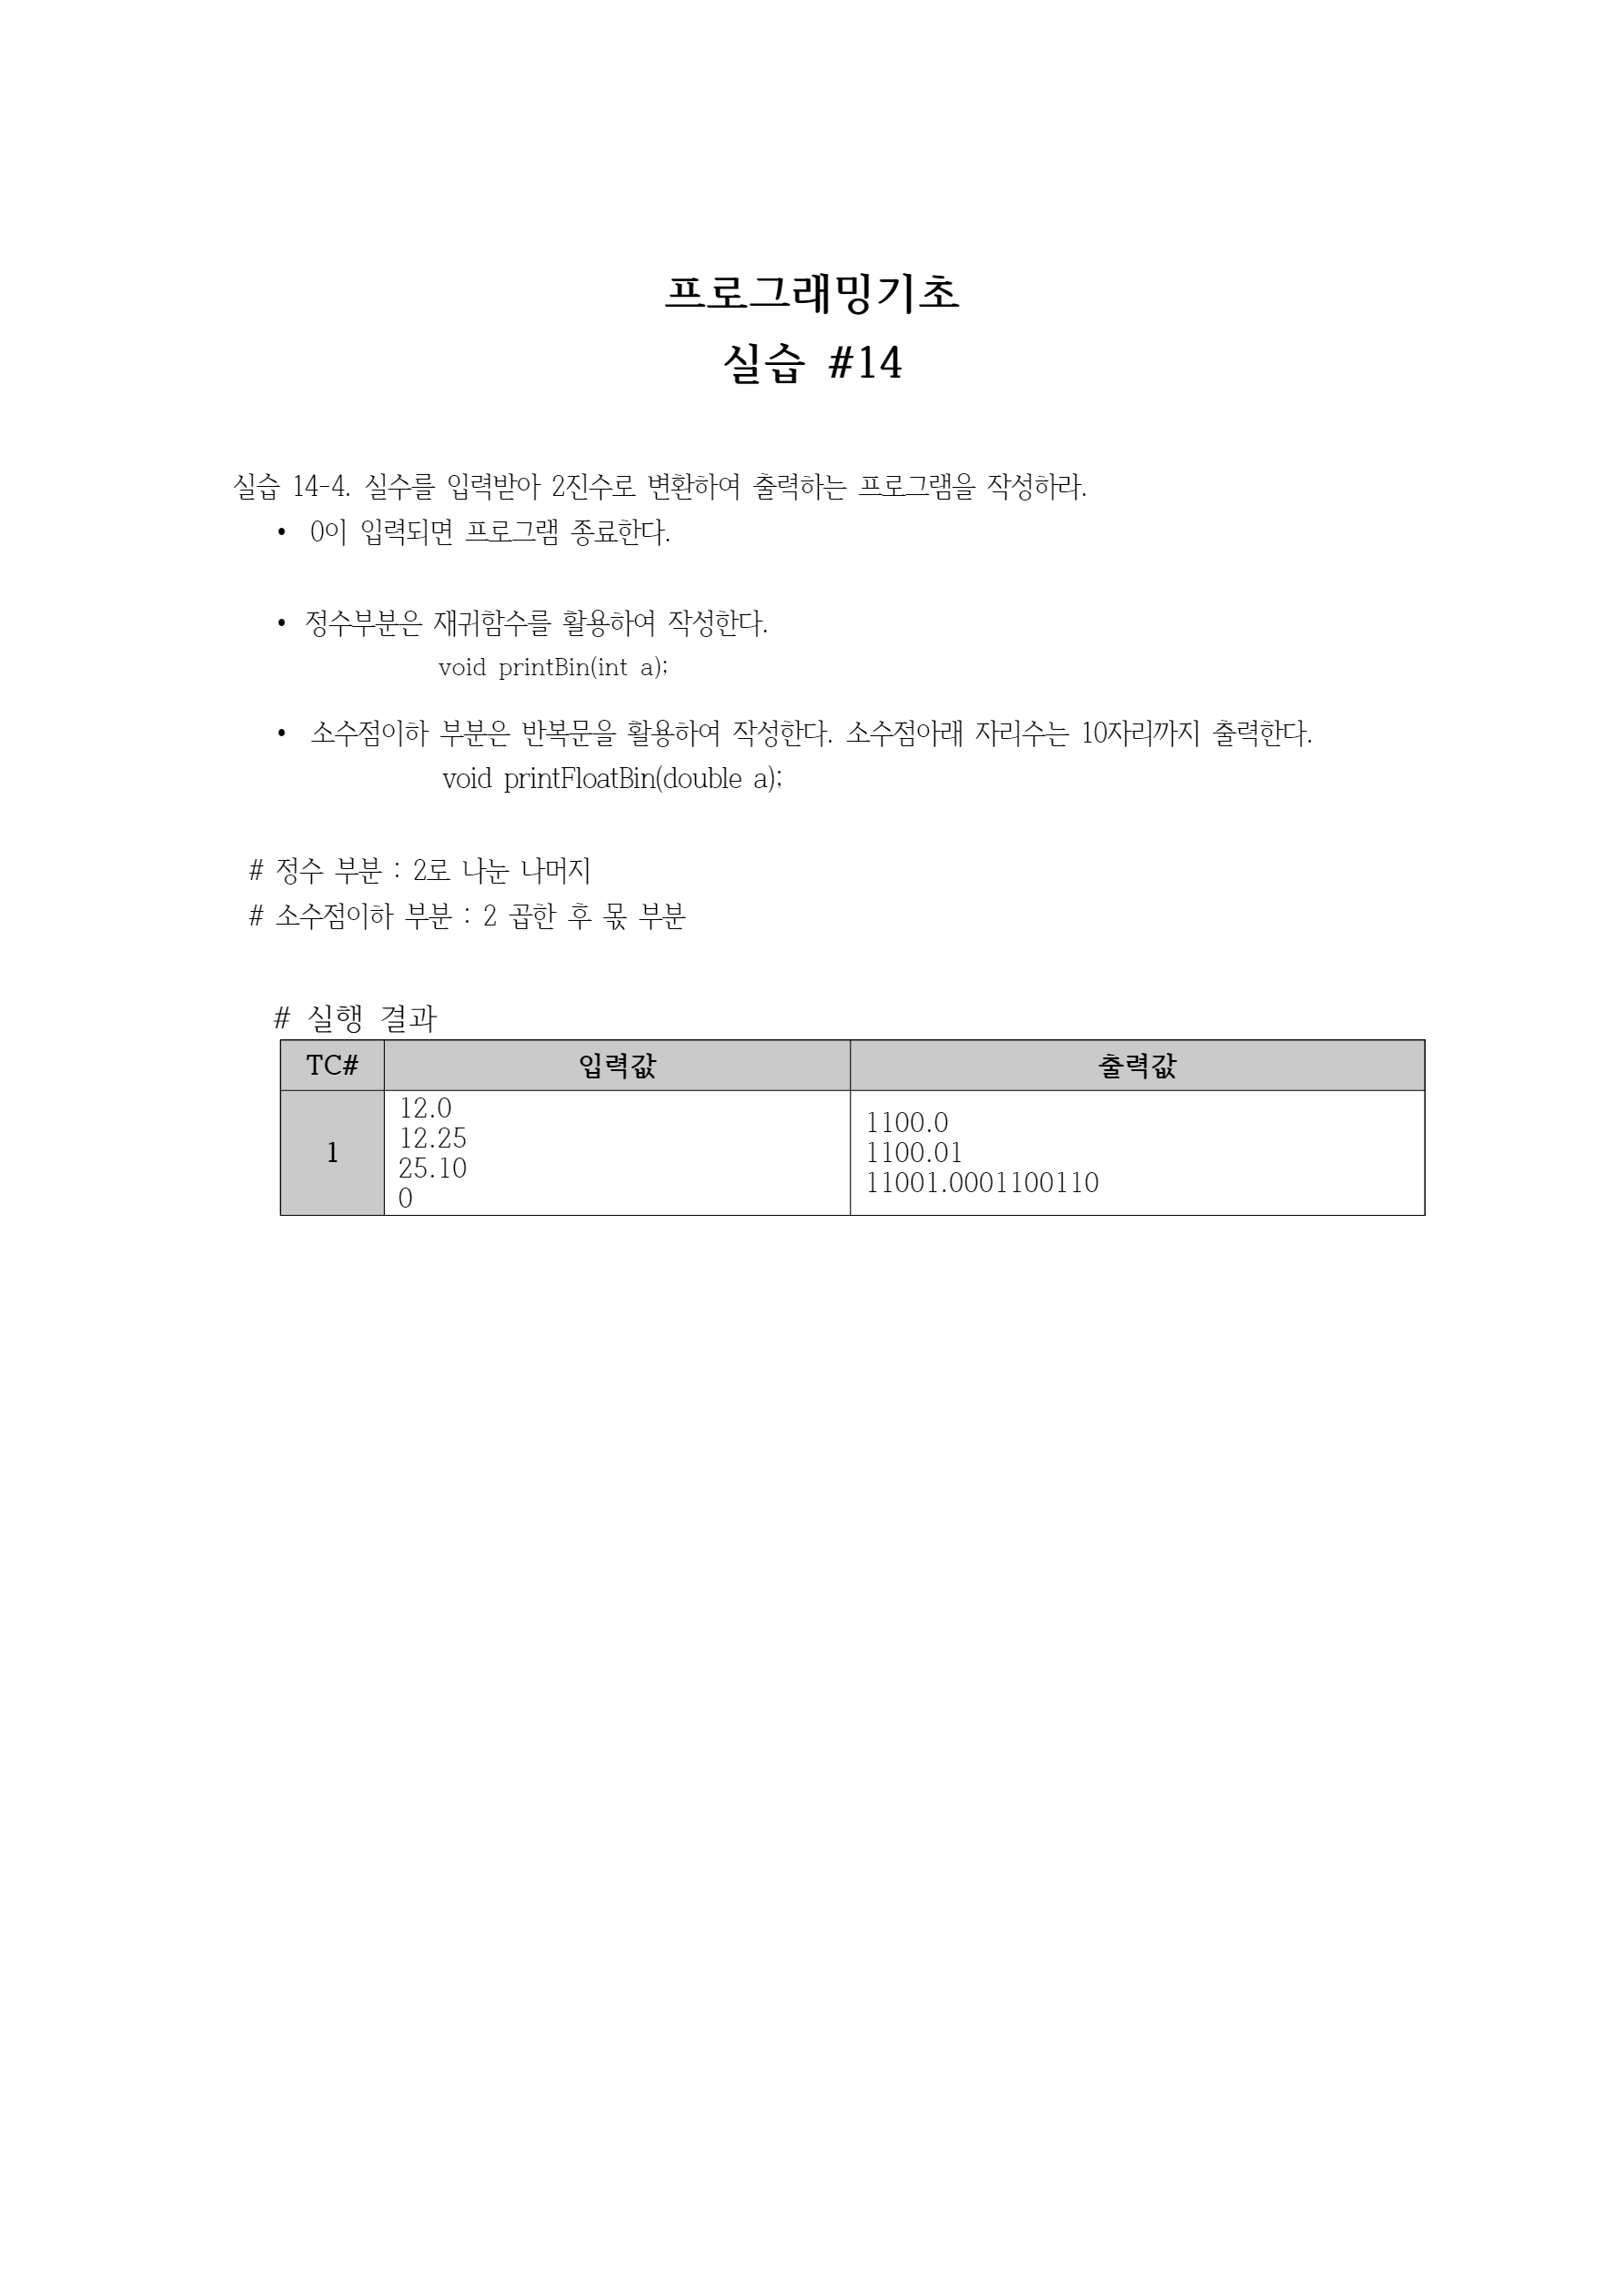 프로그래밍기초
실습 #14
실습 14-4. 실수를 입력받아 2진수로 변환하여 출력하는 프로그램을 작성하라.
• 0이 입력되면 프로그램 종료한다.
• 정수부분은 재귀함수를 활용하여 작성한다.
void printBin(int a);
• 소수점이하 부분은 반복문을 활용하여 작성한다. 소수점아래 자리수는 10자리까지 출력한다.
void printFloatBin(double a);
# 정수 부분 : 2로 나눈 나머지
# 소수점이하 부분 : 2 곱한 후 몫 부분
# 실행 결과
TC# 입력값 출력값
1
12.0
12.25
25.10
0
1100.0
1100.01
11001.0001100110